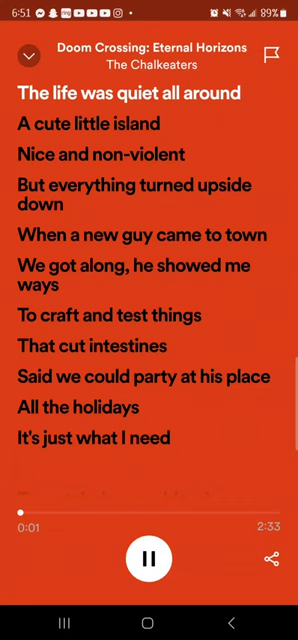 6:51
89%
Doom Crossing: Eternal Horizons
The Chalkeaters
The life was quiet all around
A cute little island
Nice and non-violent
But everything turned upside
down
When a new guy came to town
We got along, he showed me
ways
To craft and test things
That cut intestines
Said we could party at his place
All the holidays
It's just what I need
0:01
2:33